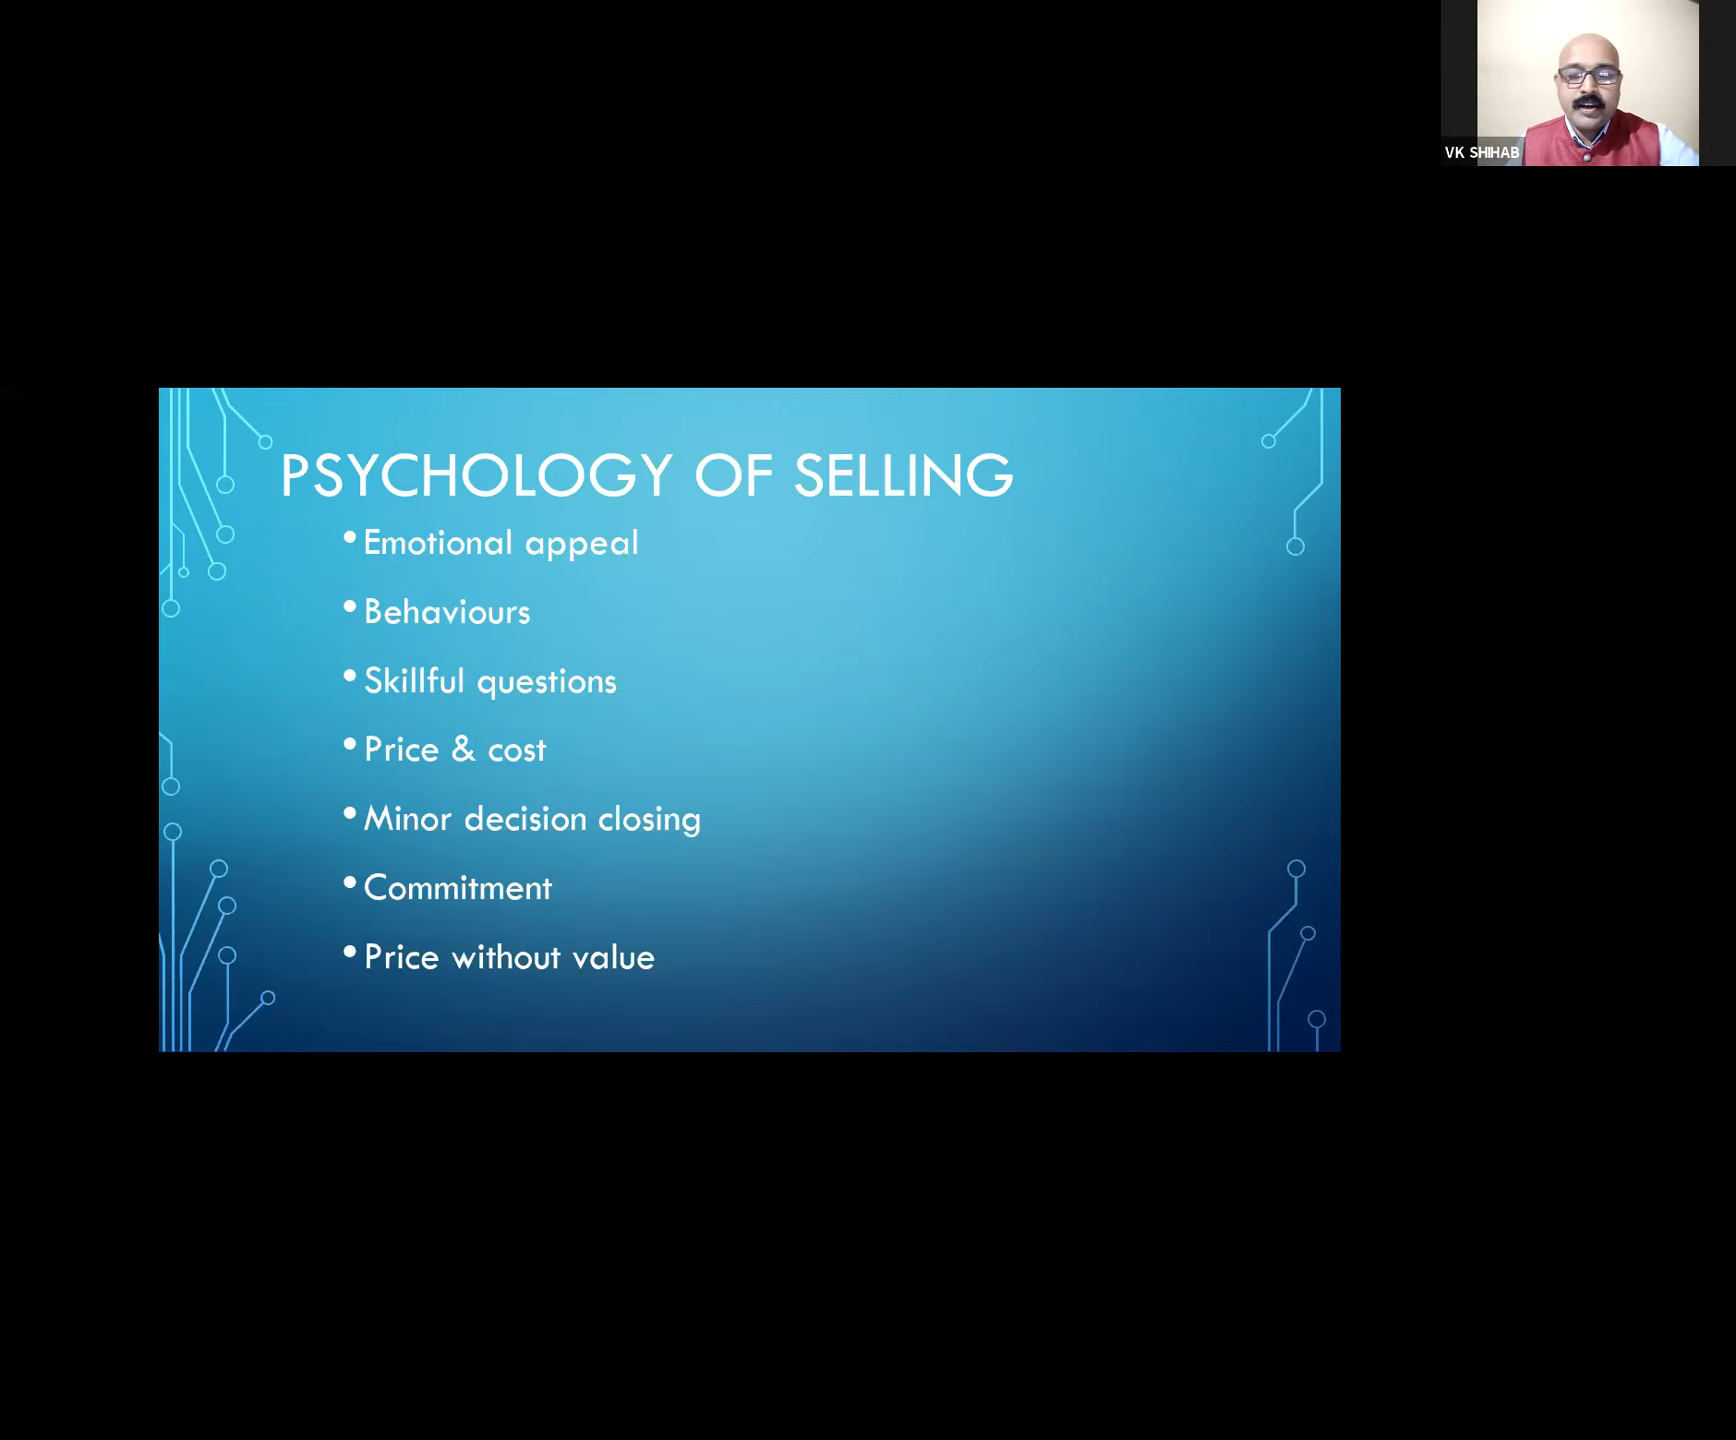 VK SHIHAB
PSYCHOLOGY OF SELLING
• Emotional appeal
• Behaviours
• Skillful questions
• Price & cost
• Minor decision closing
• Commitment
• Price without value